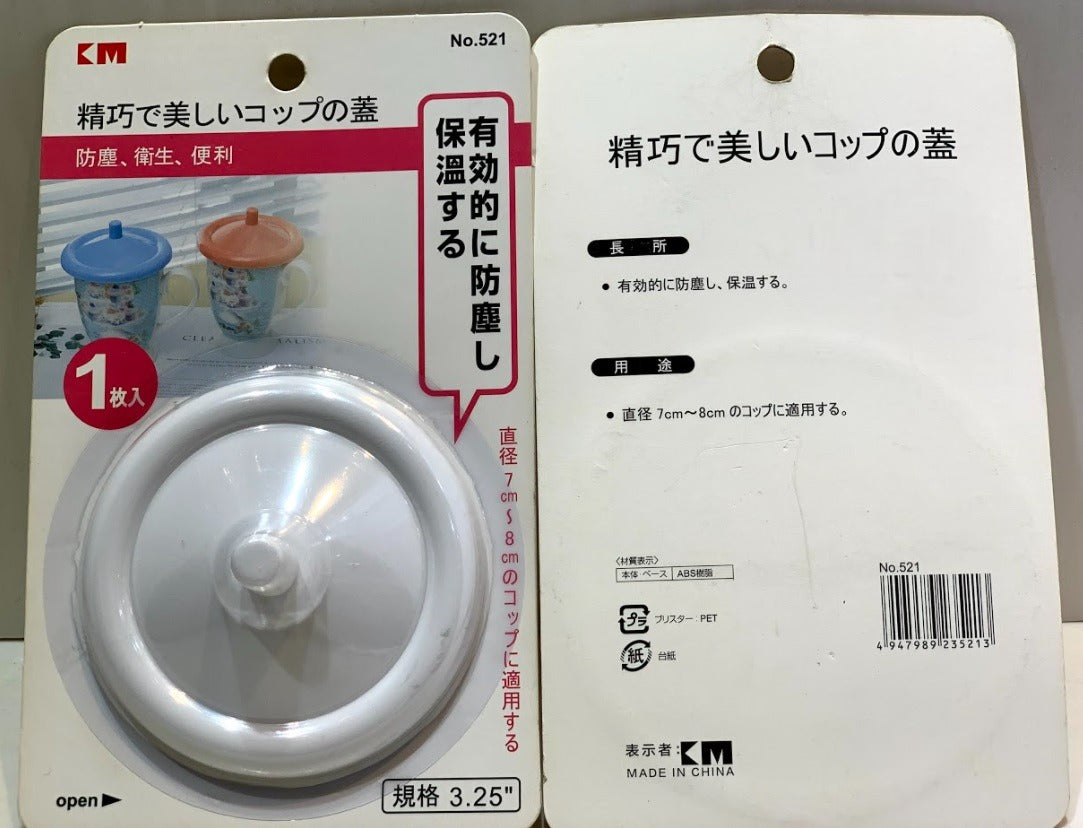 KM
No.521
精巧で美しいコップの蓋
防塵、衛生、便利
有効的に防塵し
保溫する
1枚入
直径7cm~8cmのコップに適用する
open
規格 3.25"
精巧で美しいコップの蓋
長 所
● 有効的に防塵し、保温する。
用 途
● 直径 7cm～8cm のコップに適用する。
〈材質表示〉
本体 ベース ABS樹脂
プラ ブリスター：PET
紙 台紙
No.521
4 947989 235213
表示者：KM
MADE IN CHINA